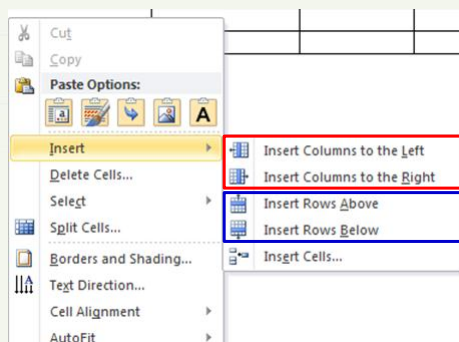 Cut
Copy
Paste Options:
A
Insert
Delete Cells...
Select
Split Cells...
Borders and Shading...
Text Direction...
Cell Alignment
AutoFit
Insert Columns to the Left
Insert Columns to the Right
Insert Rows Above
Insert Rows Below
Insert Cells...